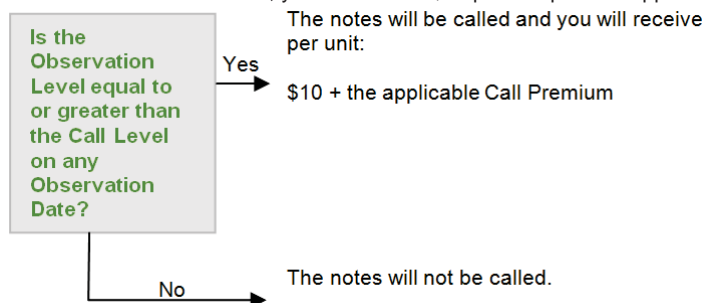 The notes will be called and you will receive
per unit:
Is the
Observation
Level equal to
or greater than
the Call Level
on any
Observation
Date?
Yes
$10 + the applicable Call Premium
No
The notes will not be called.